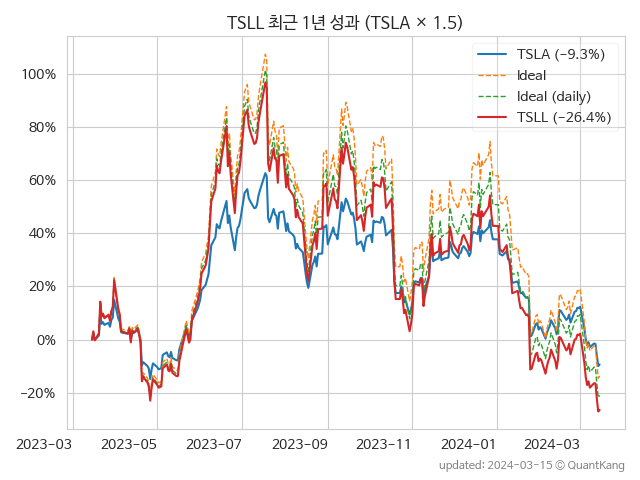 TSLL 최근 1년 성과 (TSLA × 1.5)
TSLA (−9.3%)
Ideal
Ideal (daily)
TSLL (−26.4%)
100%
80%
60%
40%
20%
0%
−20%
2023−03
2023−05
2023−07
2023−09
2023−11
2024−01
2024−03
updated: 2024−03−15 © QuantKang